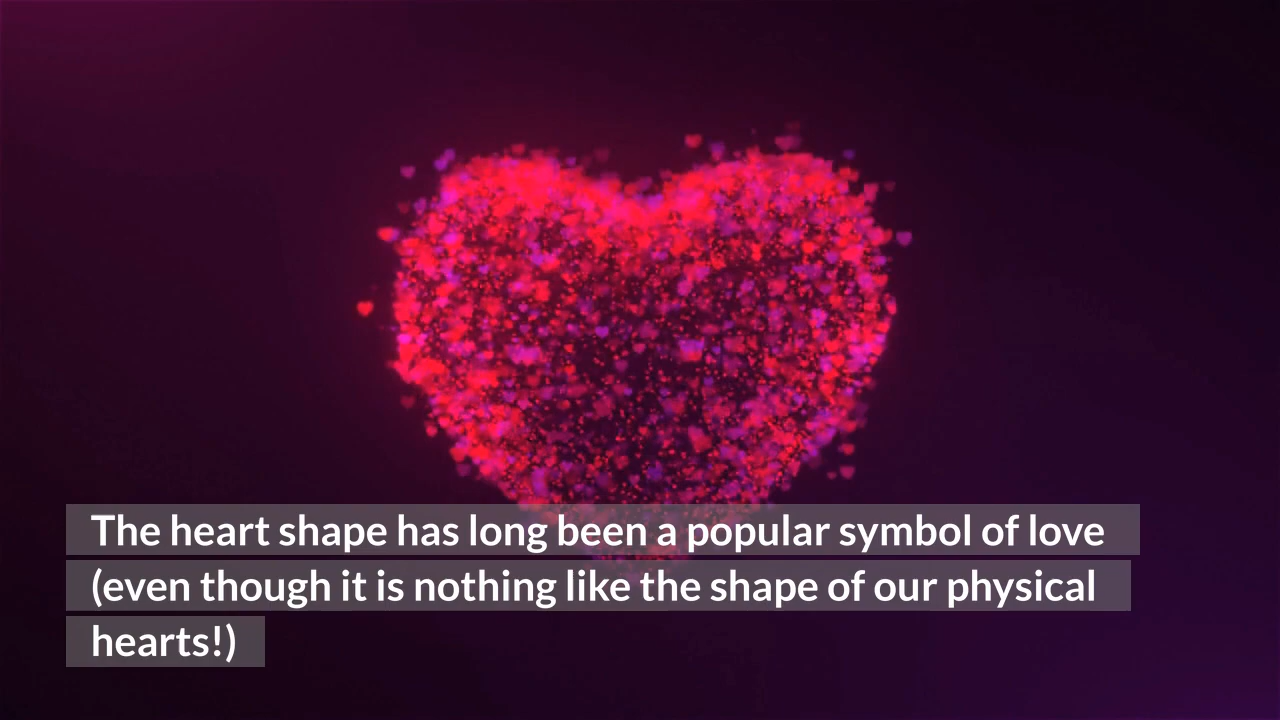 The heart shape has long been a popular symbol of love
(even though it is nothing like the shape of our physical
hearts!)